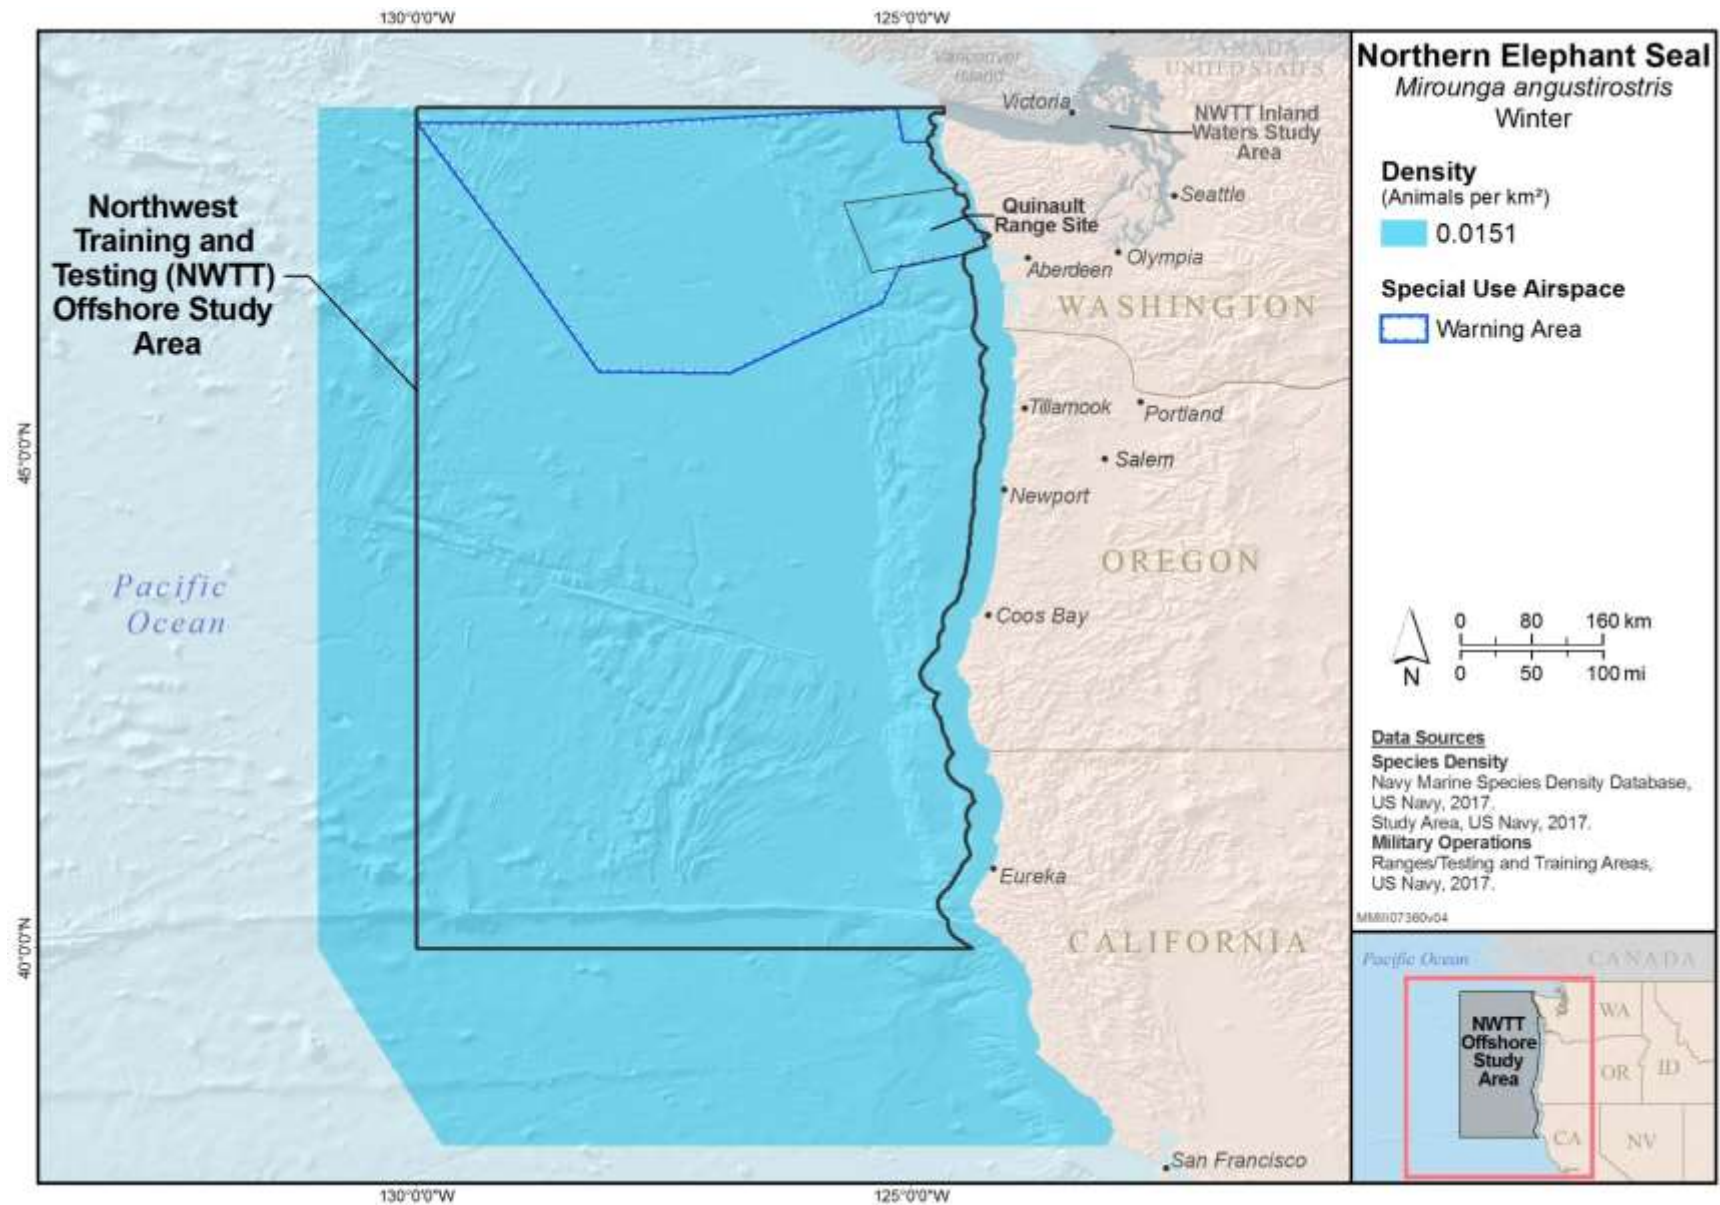 130°0'0"W
125°0'0"W
Northern Elephant Seal
Mirounga angustirostris
Winter
Density
(Animals per km²)
0.0151
Special Use Airspace
Warning Area
CANADA
UNITED STATES
Vancouver
Island
Victoria
NWTT Inland
Waters Study
Area
Seattle
Quinault
Range Site
Olympia
Aberdeen
WASHINGTON
Northwest
Training and
Testing (NWTT)
Offshore Study
Area
Tillamook
Portland
Salem
45°0'0"N
Newport
OREGON
Pacific
Ocean
Coos Bay
Eureka
CALIFORNIA
40°0'0"N
San Francisco
130°0'0"W
125°0'0"W
0 80 160 km
0 50 100 mi
N
Data Sources
Species Density
Navy Marine Species Density Database,
US Navy, 2017.
Study Area, US Navy, 2017.
Military Operations
Ranges/Testing and Training Areas,
US Navy, 2017.
Pacific Ocean
CANADA
NWTT
Offshore
Study
Area
WA
OR
ID
CA
NV